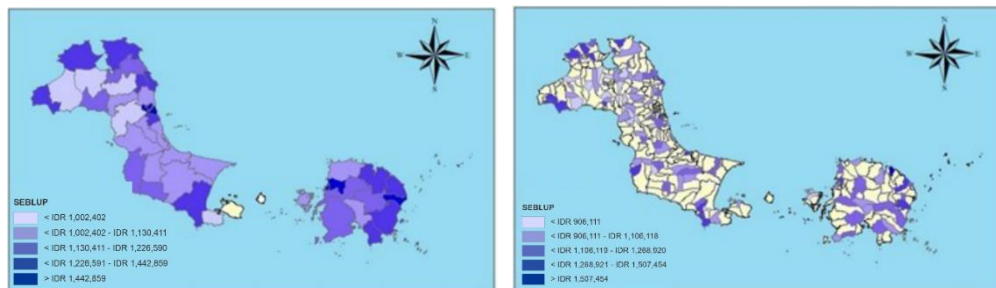 N
W E
S
SEBLUP
< IDR 1,002,402
< IDR 1,002,402 - IDR 1,130,411
< IDR 1,130,411 - IDR 1,226,590
< IDR 1,226,591 - IDR 1,442,859
> IDR 1,442,859
N
W E
S
SEBLUP
< IDR 906,111
< IDR 906,111 - IDR 1,106,118
< IDR 1,106,119 - IDR 1,268,920
< IDR 1,268,921 - IDR 1,507,454
> IDR 1,507,454